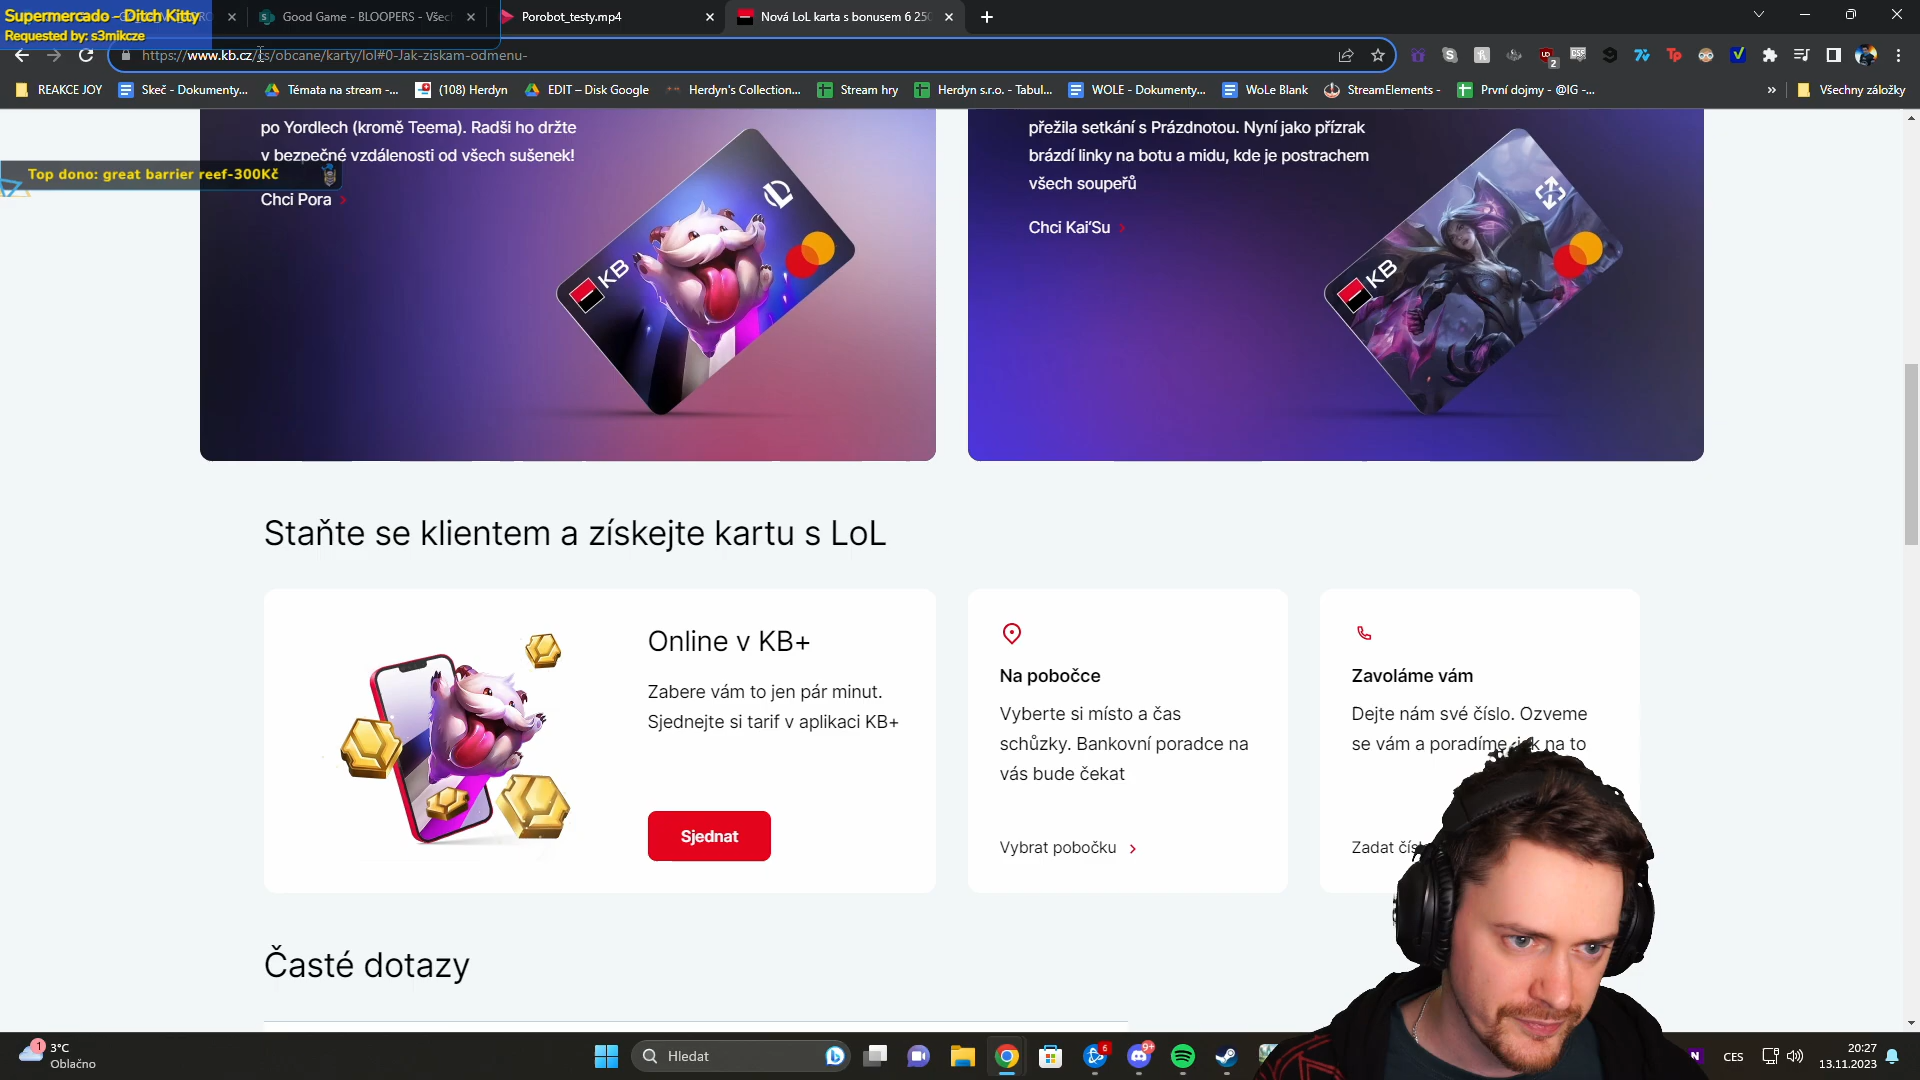 Supermercado - Ditch Kitty
Requested by: s3mikcze
Good Game - BLOOPERS - Všec
Porobot_testy.mp4
Nová LoL karta s bonusem 6 250
https://www.kb.cz/cs/obcane/karty/lol#0-Jak-ziskam-odmenu-
REAKCE JOY
Skeč - Dokumenty...
Témata na stream -...
(108) Herdyn
EDIT – Disk Google
Herdyn's Collection...
Stream hry
Herdyn s.r.o. - Tabul...
WOLE - Dokumenty...
WoLe Blank
StreamElements -
První dojmy - @IG -...
»
Všechny záložky
Top dono: great barrier reef-300Kč
po Yordlech (kromě Teema). Radši ho držte
v bezpečné vzdálenosti od všech sušenek!
Chci Pora
KB
přežila setkání s Prázdnotou. Nyní jako přízrak
brázdí linky na botu a midu, kde je postrachem
všech soupeřů
Chci Kai'Su
KB
Staňte se klientem a získejte kartu s LoL
Online v KB+
Zabere vám to jen pár minut.
Sjednejte si tarif v aplikaci KB+
Sjednat
Na pobočce
Vyberte si místo a čas
schůzky. Bankovní poradce na
vás bude čekat
Vybrat pobočku
Zavoláme vám
Dejte nám své číslo. Ozveme
se vám a poradíme, jak na to
Zadat čís
Časté dotazy
1
3°C
Oblačno
Hledat
6
9+
N
CES
20:27
13.11.2023